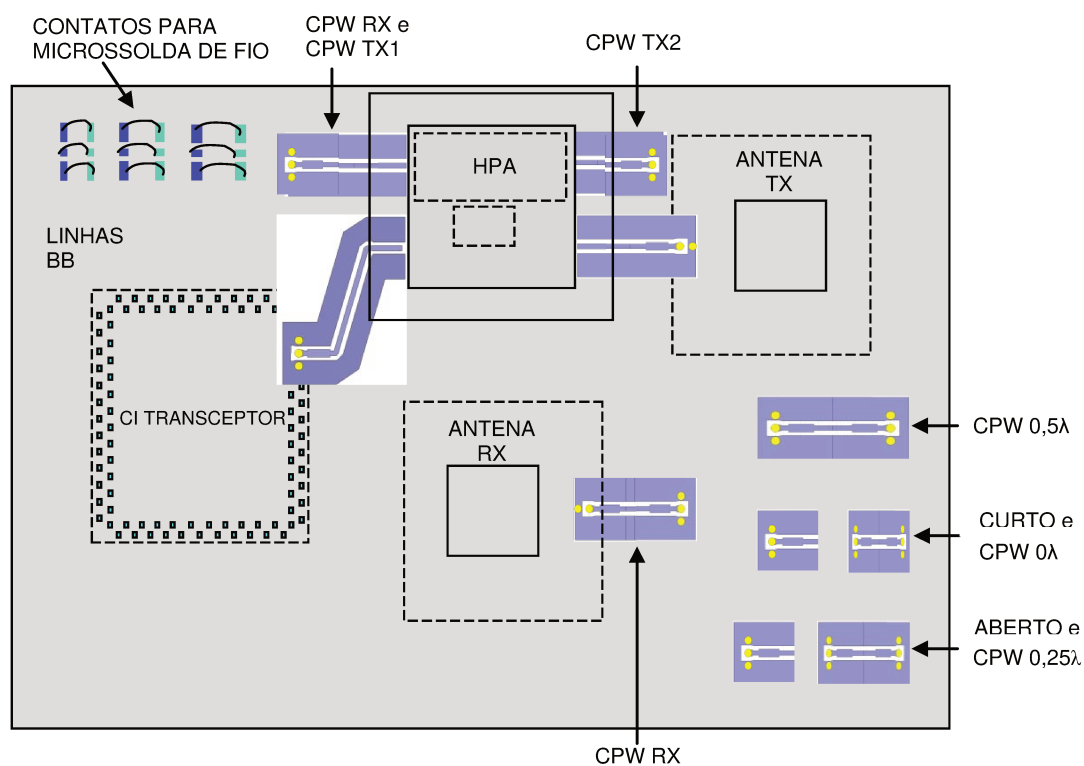 CONTATOS PARA
MICROSSOLDA DE FIO
CPW RX e
CPW TX1
CPW TX2
HPA
ANTENA
TX
LINHAS
BB
CI TRANSCEPTOR
ANTENA
RX
CPW 0,5λ
CURTO e
CPW 0λ
ABERTO e
CPW 0,25λ
CPW RX